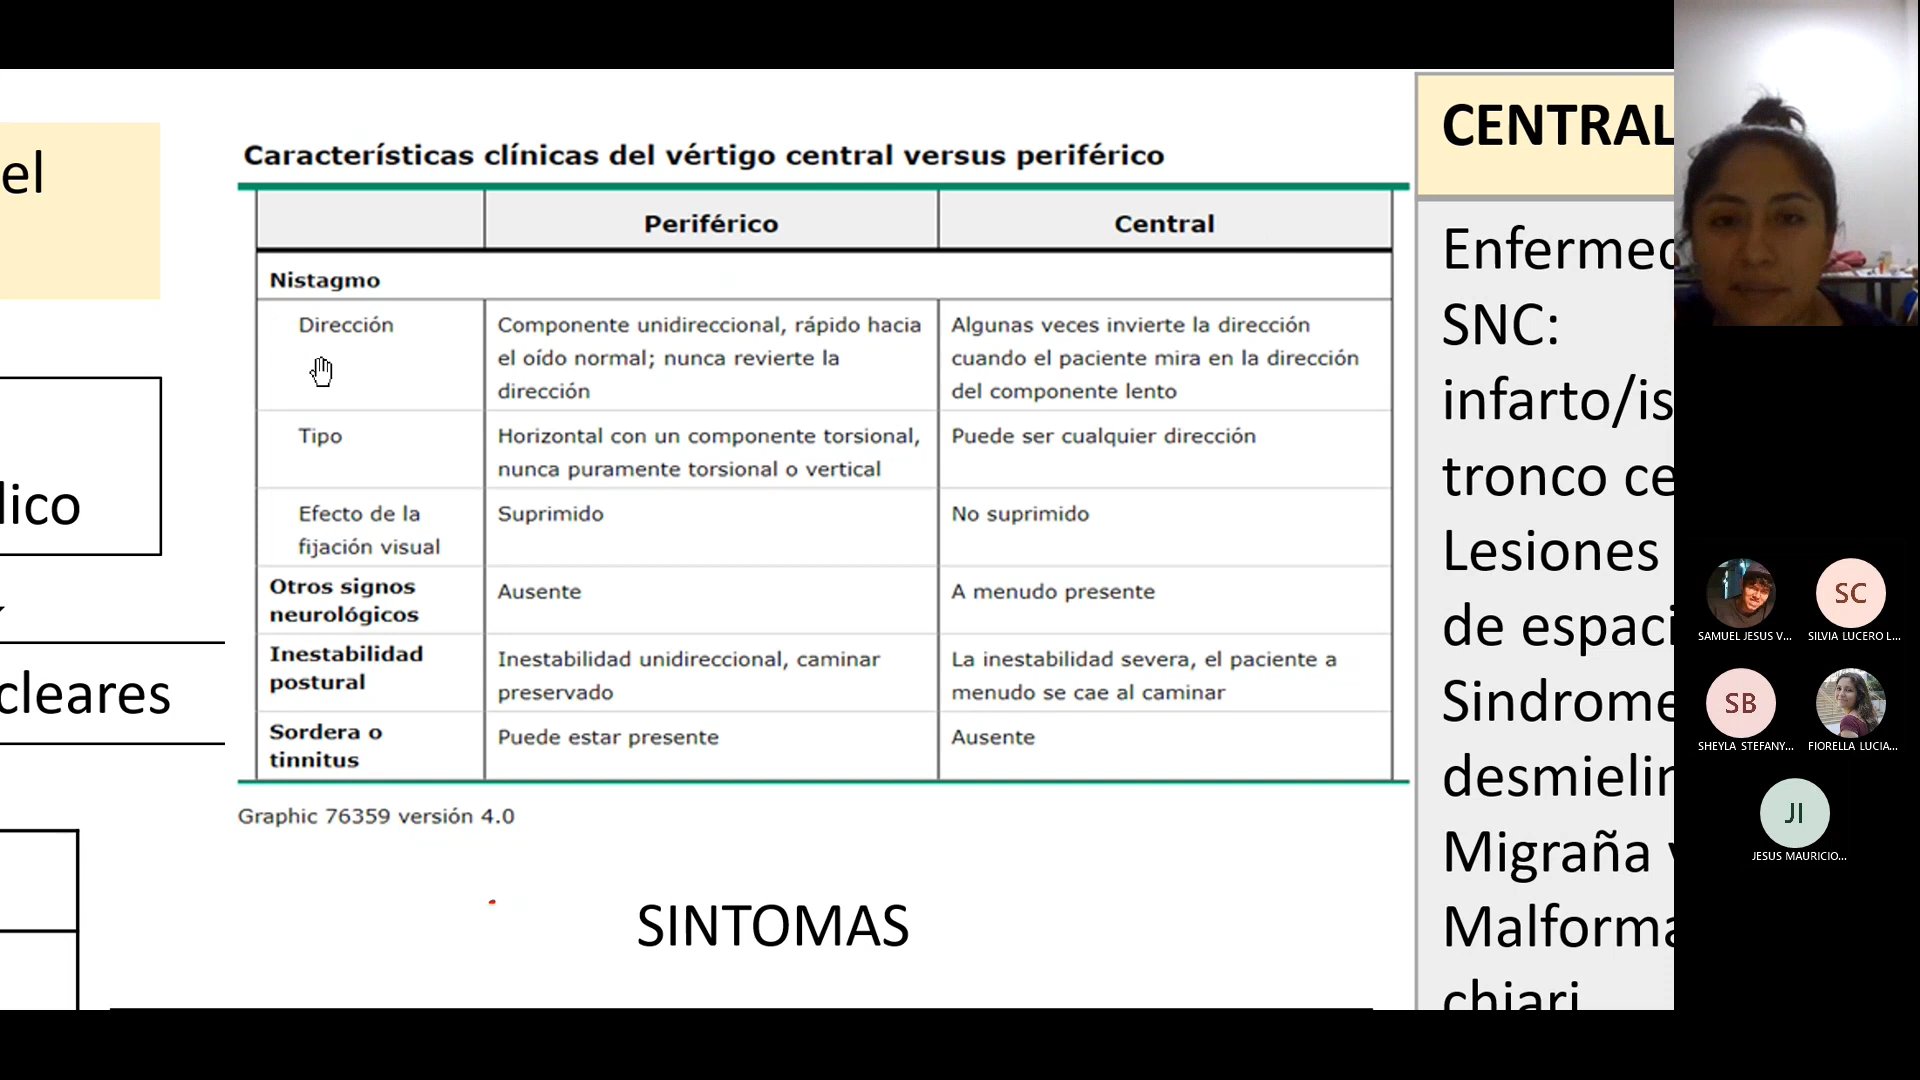 el
lico
cleares
Características clínicas del vértigo central versus periférico
Periférico
Central
Nistagmo
Dirección
Componente unidireccional, rápido hacia
el oído normal; nunca revierte la
dirección
Algunas veces invierte la dirección
cuando el paciente mira en la dirección
del componente lento
Tipo
Horizontal con un componente torsional,
nunca puramente torsional o vertical
Puede ser cualquier dirección
Efecto de la
fijación visual
Suprimido
No suprimido
Otros signos
neurológicos
Ausente
A menudo presente
Inestabilidad
postural
Inestabilidad unidireccional, caminar
preservado
La inestabilidad severa, el paciente a
menudo se cae al caminar
Sordera o
tinnitus
Puede estar presente
Ausente
Graphic 76359 versión 4.0
SINTOMAS
CENTRAL
Enfermed
SNC:
infarto/is
tronco ce
Lesiones
de espaci
Sindrome
desmielin
Migraña v
Malforma
chiari
SAMUEL JESUS V...
SC
SILVIA LUCERO L...
SB
SHEYLA STEFANY...
FIORELLA LUCIA...
JI
JESUS MAURICIO...